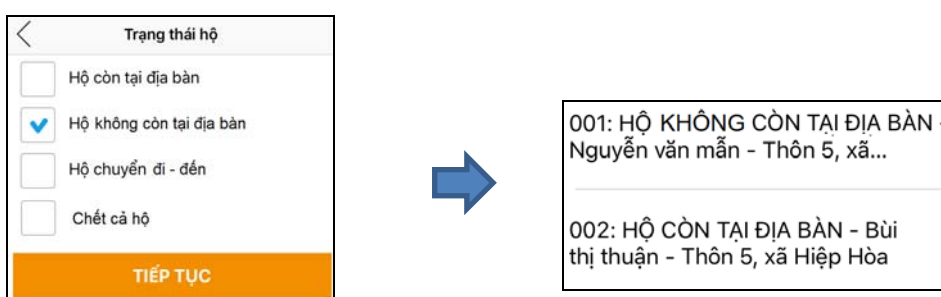 Trạng thái hộ
Hộ còn tại địa bàn
Hộ không còn tại địa bàn
Hộ chuyển đi - đến
Chết cả hộ
TIẾP TỤC
001: HỘ KHÔNG CÒN TẠI ĐỊA BÀN -
Nguyễn văn mẫn - Thôn 5, xã...
002: HỘ CÒN TẠI ĐỊA BÀN - Bùi
thị thuận - Thôn 5, xã Hiệp Hòa